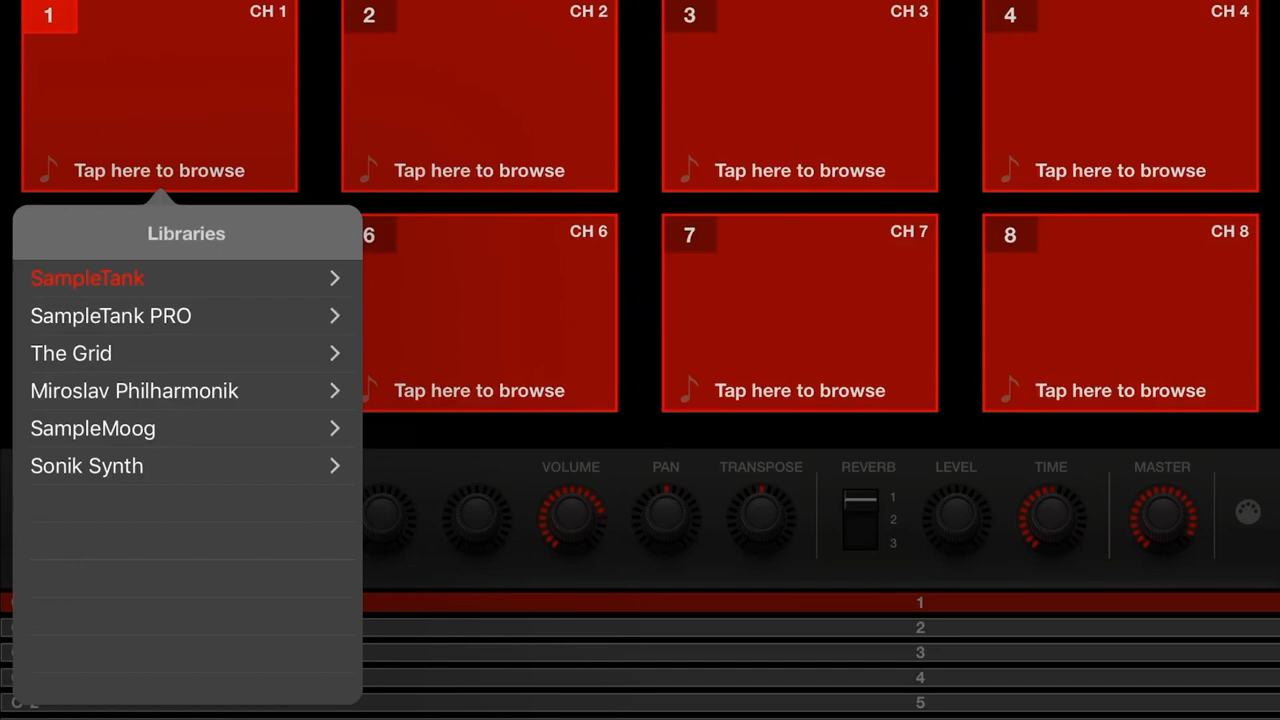 1 CH 1
2 CH 2
3 CH 3
4 CH 4
Tap here to browse
Tap here to browse
Tap here to browse
Tap here to browse
Libraries
SampleTank
SampleTank PRO
The Grid
Miroslav Philharmonik
SampleMoog
Sonik Synth
6 CH 6
7 CH 7
8 CH 8
Tap here to browse
Tap here to browse
Tap here to browse
VOLUME
PAN
TRANSPOSE
REVERB
1
2
3
LEVEL
TIME
MASTER
1
2
3
4
5